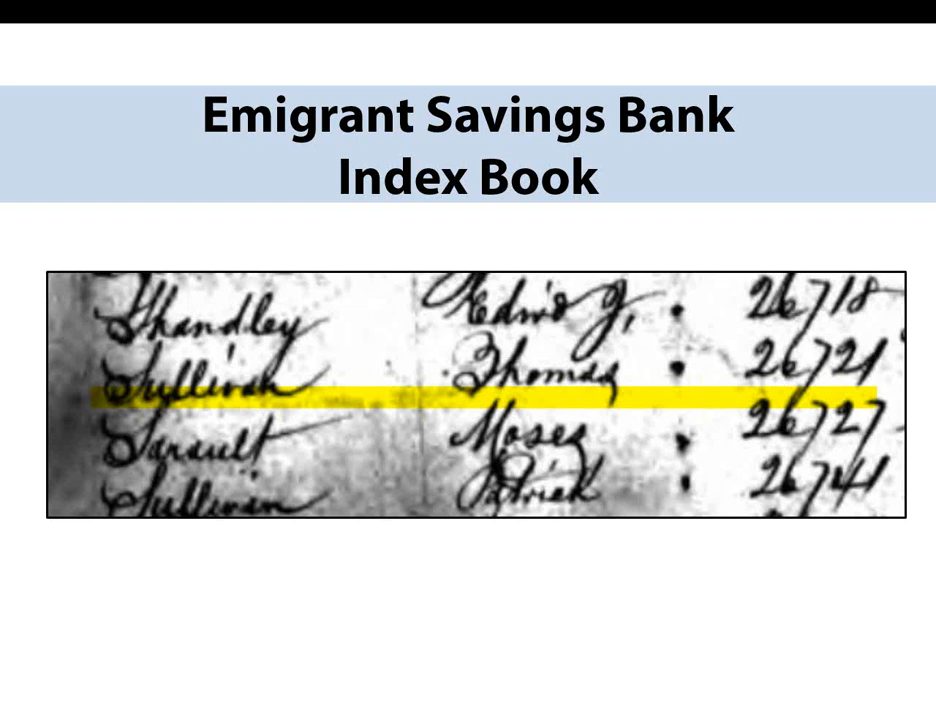 Emigrant Savings Bank
Index Book
Shandley Edwd J. 26718
Sullivan Thomas 26721
Sarault Moses 26727
Sullivan Patrick 26741